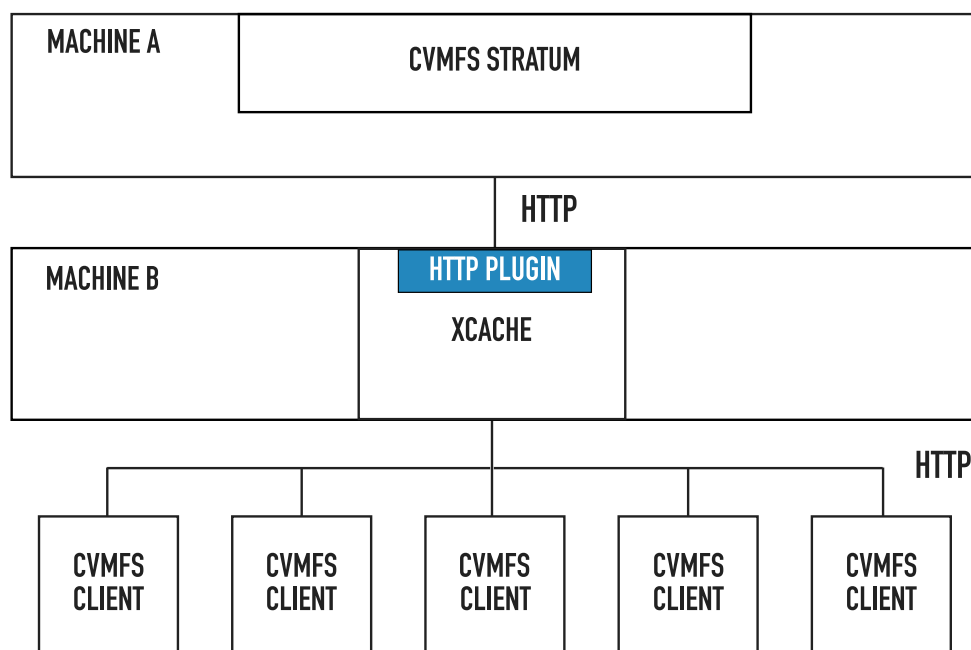 MACHINE A
CVMFS STRATUM
HTTP
MACHINE B
HTTP PLUGIN
XCACHE
HTTP
CVMFS
CLIENT
CVMFS
CLIENT
CVMFS
CLIENT
CVMFS
CLIENT
CVMFS
CLIENT